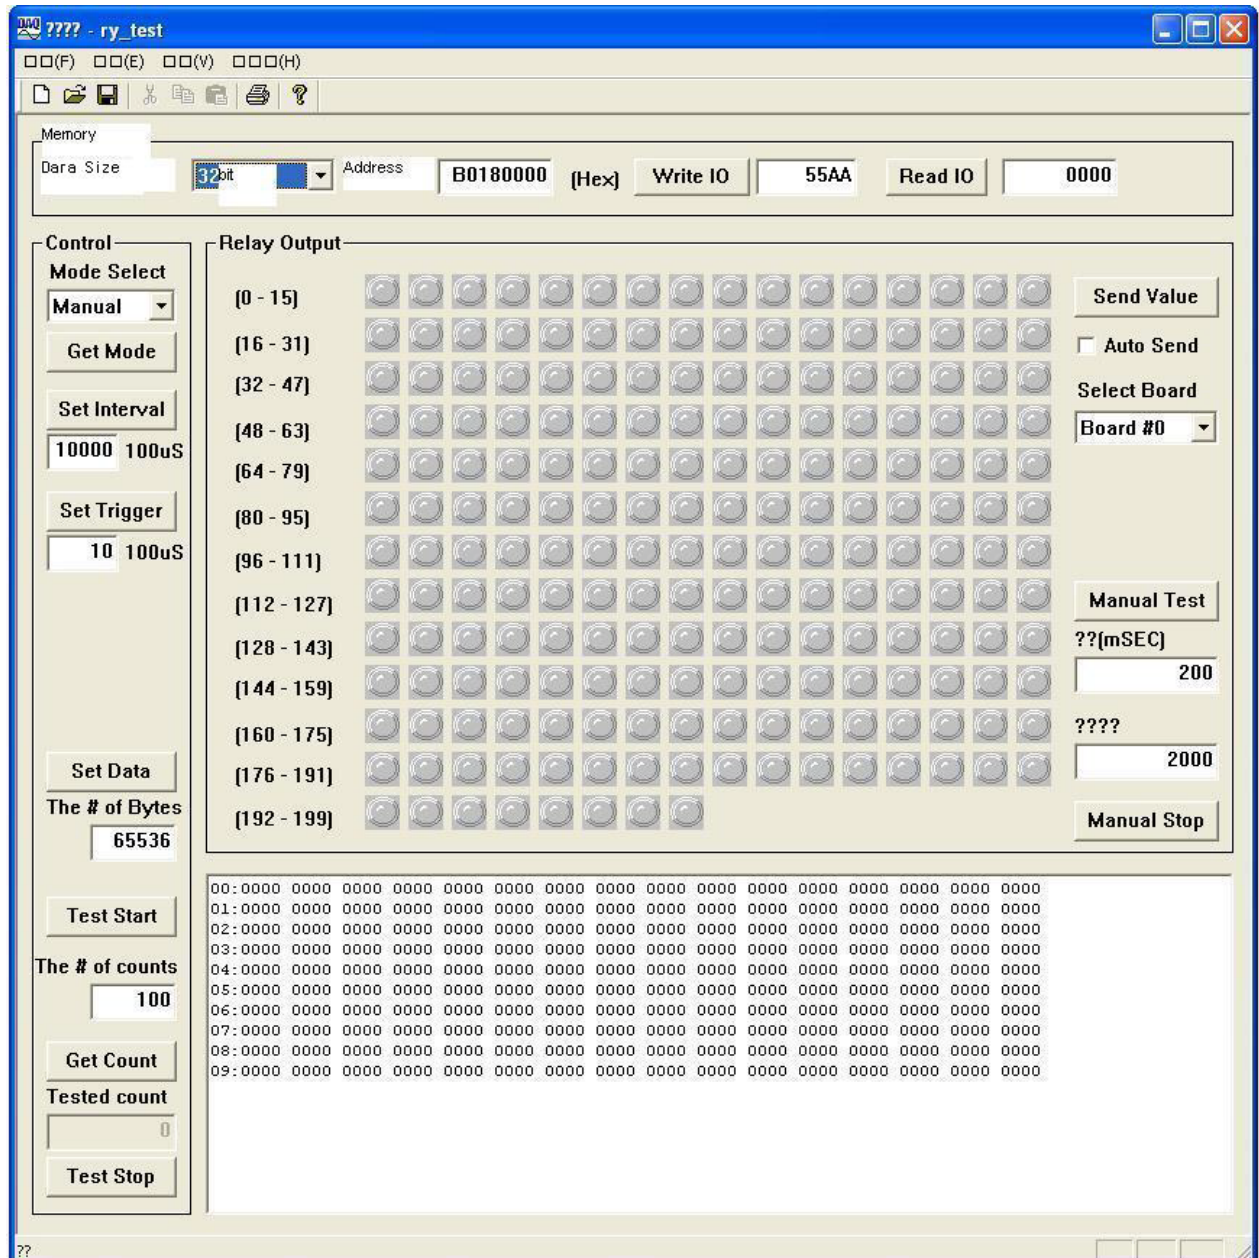 ???? - ry_test
□□(F) □□(E) □□(V) □□□(H)
Memory
Dara Size 32bit Address B0180000 (Hex) Write IO 55AA Read IO 0000
Control
Mode Select
Manual
Get Mode
Set Interval
10000 100uS
Set Trigger
10 100uS
Set Data
The # of Bytes
65536
Test Start
The # of counts
100
Get Count
Tested count
0
Test Stop
Relay Output
(0 - 15)
(16 - 31)
(32 - 47)
(48 - 63)
(64 - 79)
(80 - 95)
(96 - 111)
(112 - 127)
(128 - 143)
(144 - 159)
(160 - 175)
(176 - 191)
(192 - 199)
Send Value
Auto Send
Select Board
Board #0
Manual Test
??(mSEC)
200
????
2000
Manual Stop
00:0000 0000 0000 0000 0000 0000 0000 0000 0000 0000 0000 0000 0000 0000 0000 0000
01:0000 0000 0000 0000 0000 0000 0000 0000 0000 0000 0000 0000 0000 0000 0000 0000
02:0000 0000 0000 0000 0000 0000 0000 0000 0000 0000 0000 0000 0000 0000 0000 0000
03:0000 0000 0000 0000 0000 0000 0000 0000 0000 0000 0000 0000 0000 0000 0000 0000
04:0000 0000 0000 0000 0000 0000 0000 0000 0000 0000 0000 0000 0000 0000 0000 0000
05:0000 0000 0000 0000 0000 0000 0000 0000 0000 0000 0000 0000 0000 0000 0000 0000
06:0000 0000 0000 0000 0000 0000 0000 0000 0000 0000 0000 0000 0000 0000 0000 0000
07:0000 0000 0000 0000 0000 0000 0000 0000 0000 0000 0000 0000 0000 0000 0000 0000
08:0000 0000 0000 0000 0000 0000 0000 0000 0000 0000 0000 0000 0000 0000 0000 0000
09:0000 0000 0000 0000 0000 0000 0000 0000 0000 0000 0000 0000 0000 0000 0000 0000
??